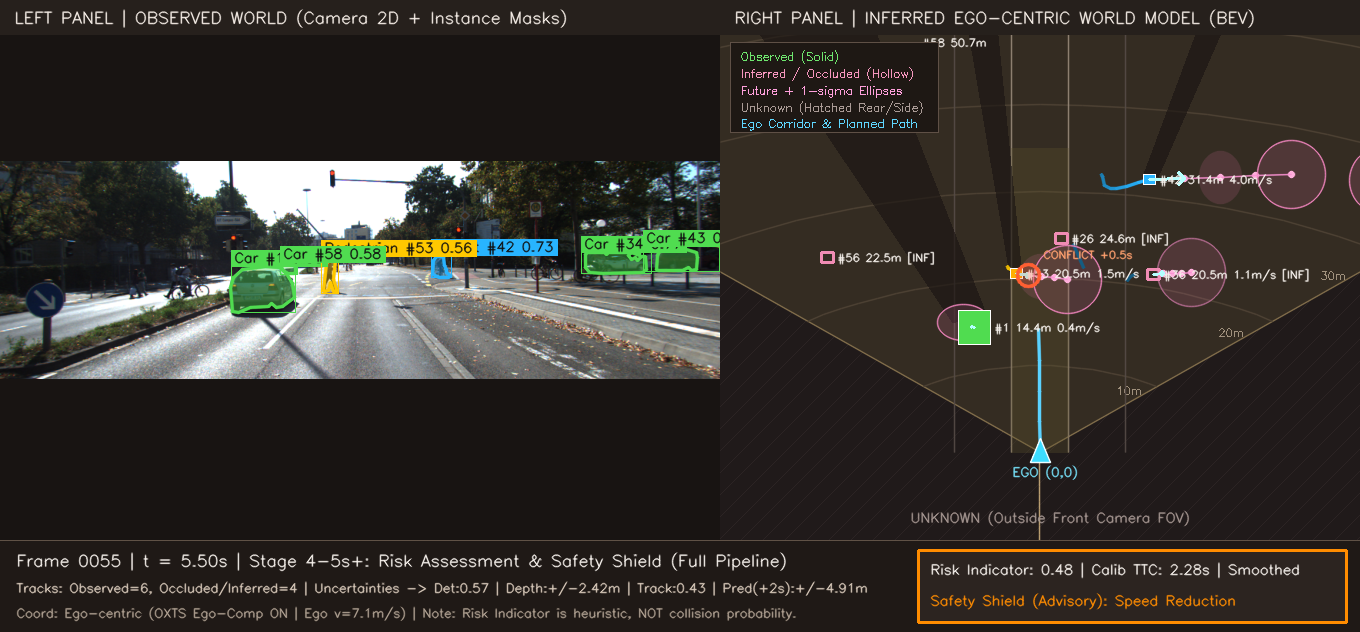 LEFT PANEL | OBSERVED WORLD (Camera 2D + Instance Masks)
RIGHT PANEL | INFERRED EGO-CENTRIC WORLD MODEL (BEV)
#58 50.7m
Observed (Solid)
Inferred / Occluded (Hollow)
Future + 1-sigma Ellipses
Unknown (Hatched Rear/Side)
Ego Corridor & Planned Path
Car #1
Car #58 0.58
#53 0.56
#42 0.73
Car #34
Car #43 0
31.4m 4.0m/s
#26 24.6m [INF]
#56 22.5m [INF]
CONFLICT +0.5s
20.5m 1.5m/s
20.5m 1.1m/s [INF]
30m
#1 14.4m 0.4m/s
20m
10m
EGO (0,0)
UNKNOWN (Outside Front Camera FOV)
Frame 0055 | t = 5.50s | Stage 4-5s+: Risk Assessment & Safety Shield (Full Pipeline)
Tracks: Observed=6, Occluded/Inferred=4 | Uncertainties -> Det:0.57 | Depth:+/-2.42m | Track:0.43 | Pred(+2s):+/-4.91m
Coord: Ego-centric (OXTS Ego-Comp ON | Ego v=7.1m/s) | Note: Risk Indicator is heuristic, NOT collision probability.
Risk Indicator: 0.48 | Calib TTC: 2.28s | Smoothed
Safety Shield (Advisory): Speed Reduction